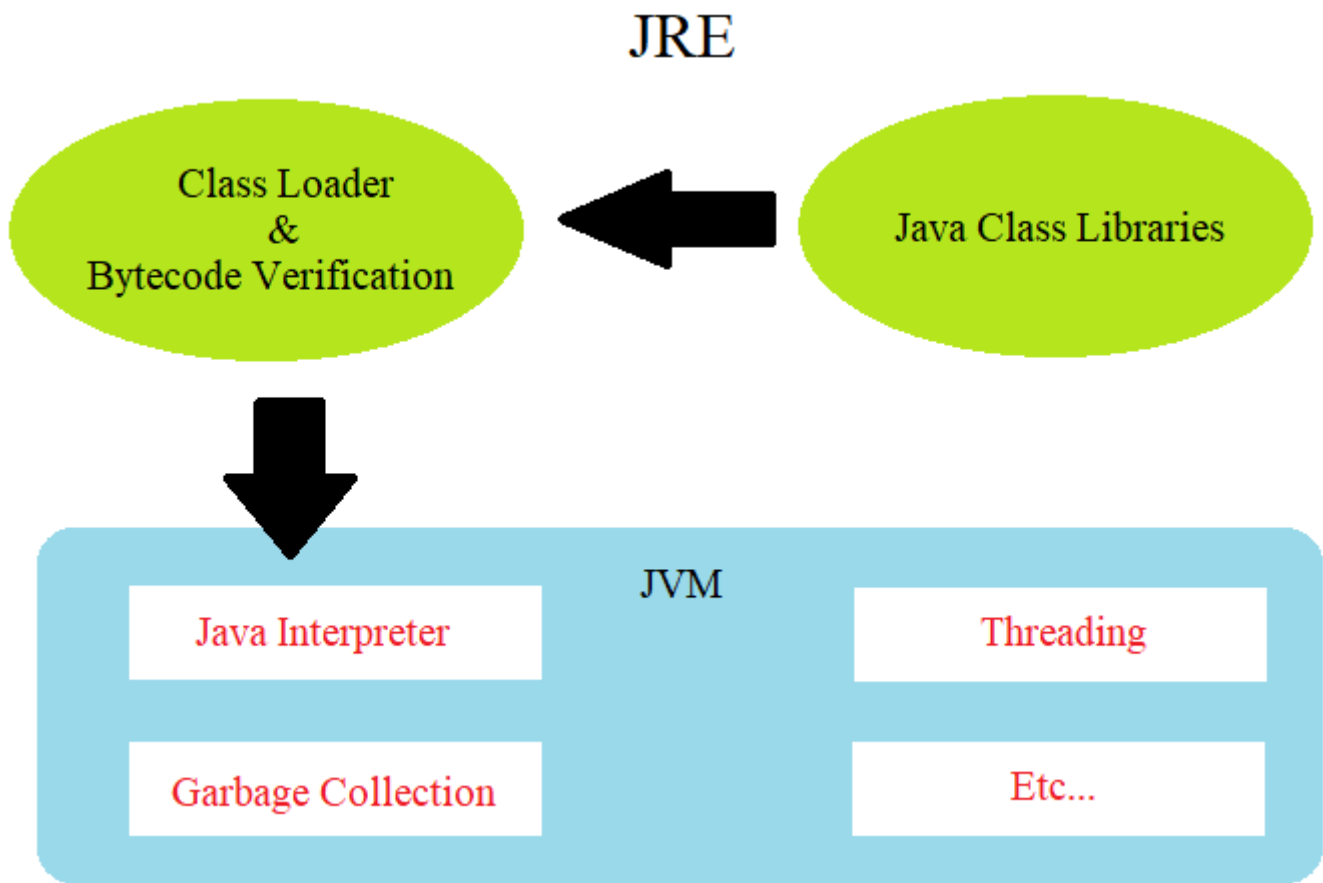 JRE
Class Loader
&
Bytecode Verification
Java Class Libraries
JVM
Java Interpreter
Threading
Garbage Collection
Etc...